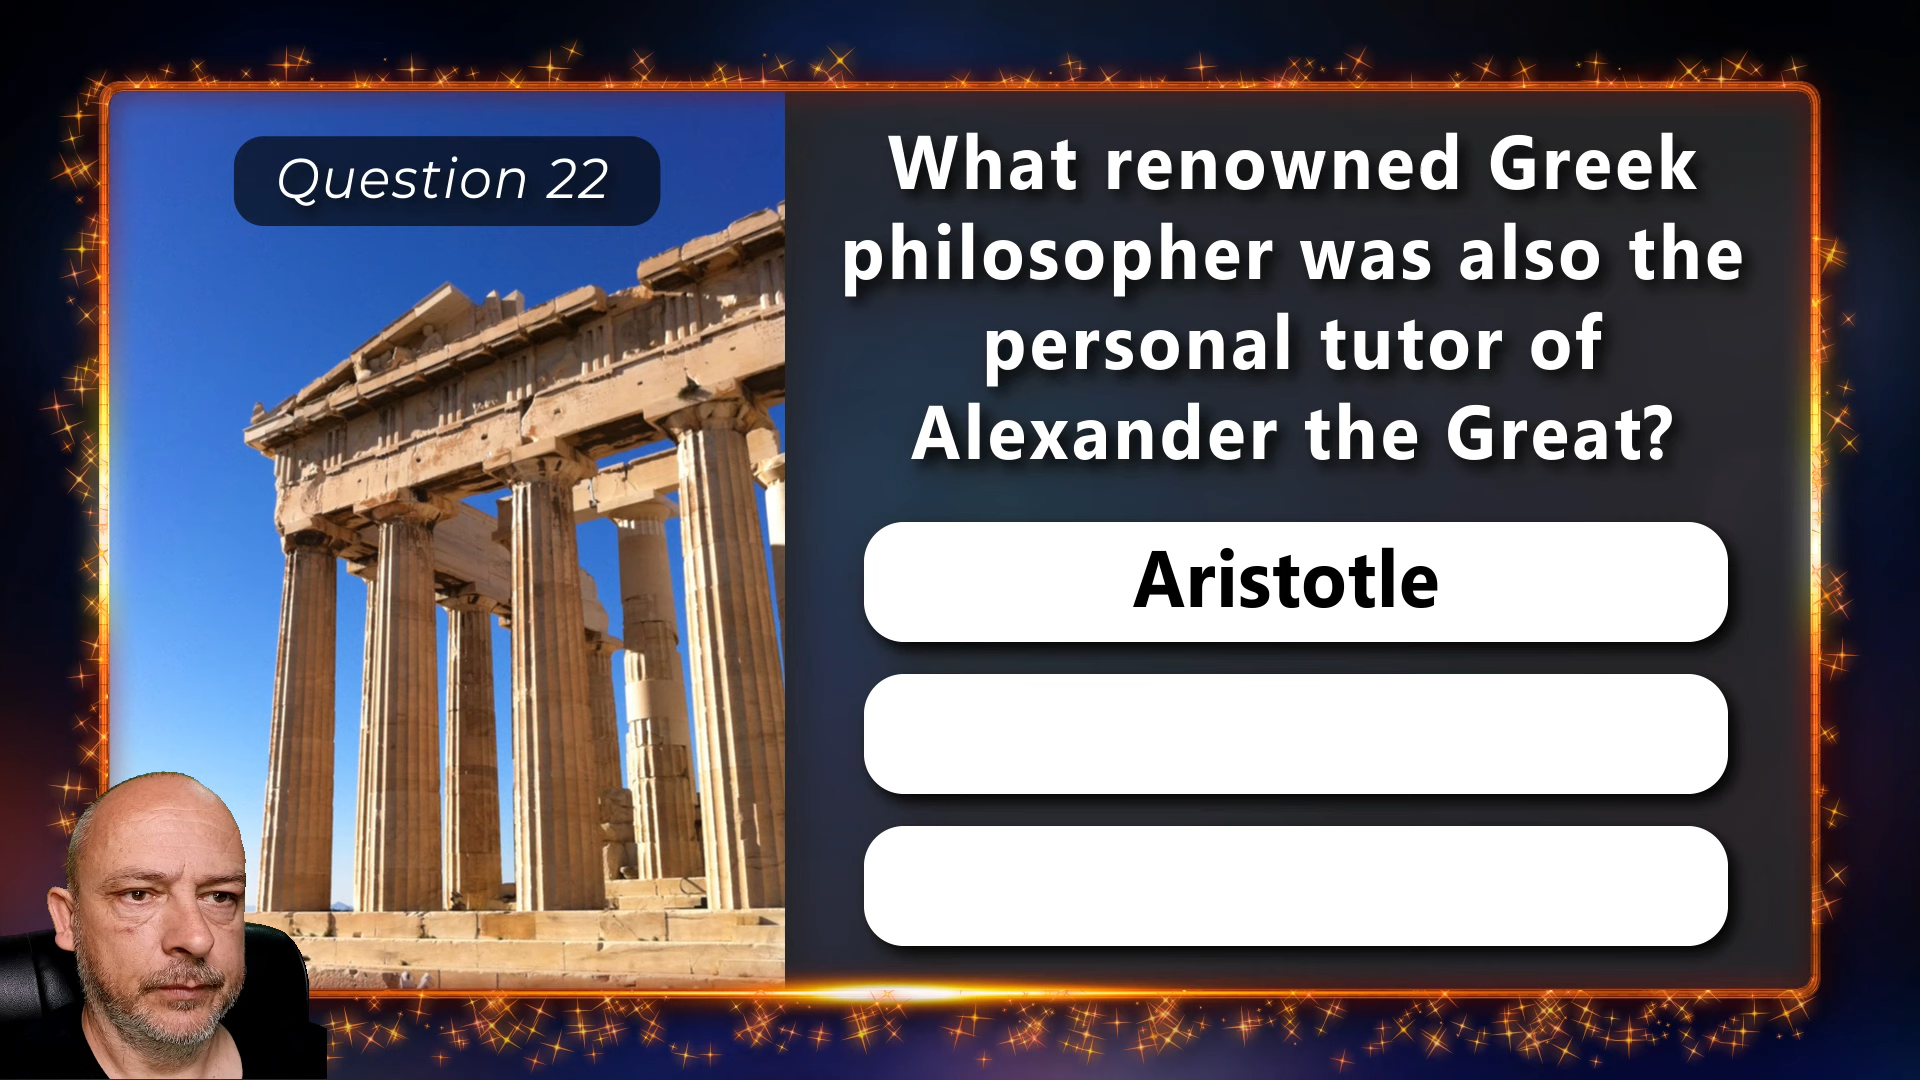 Question 22
What renowned Greek
philosopher was also the
personal tutor of
Alexander the Great?
Aristotle